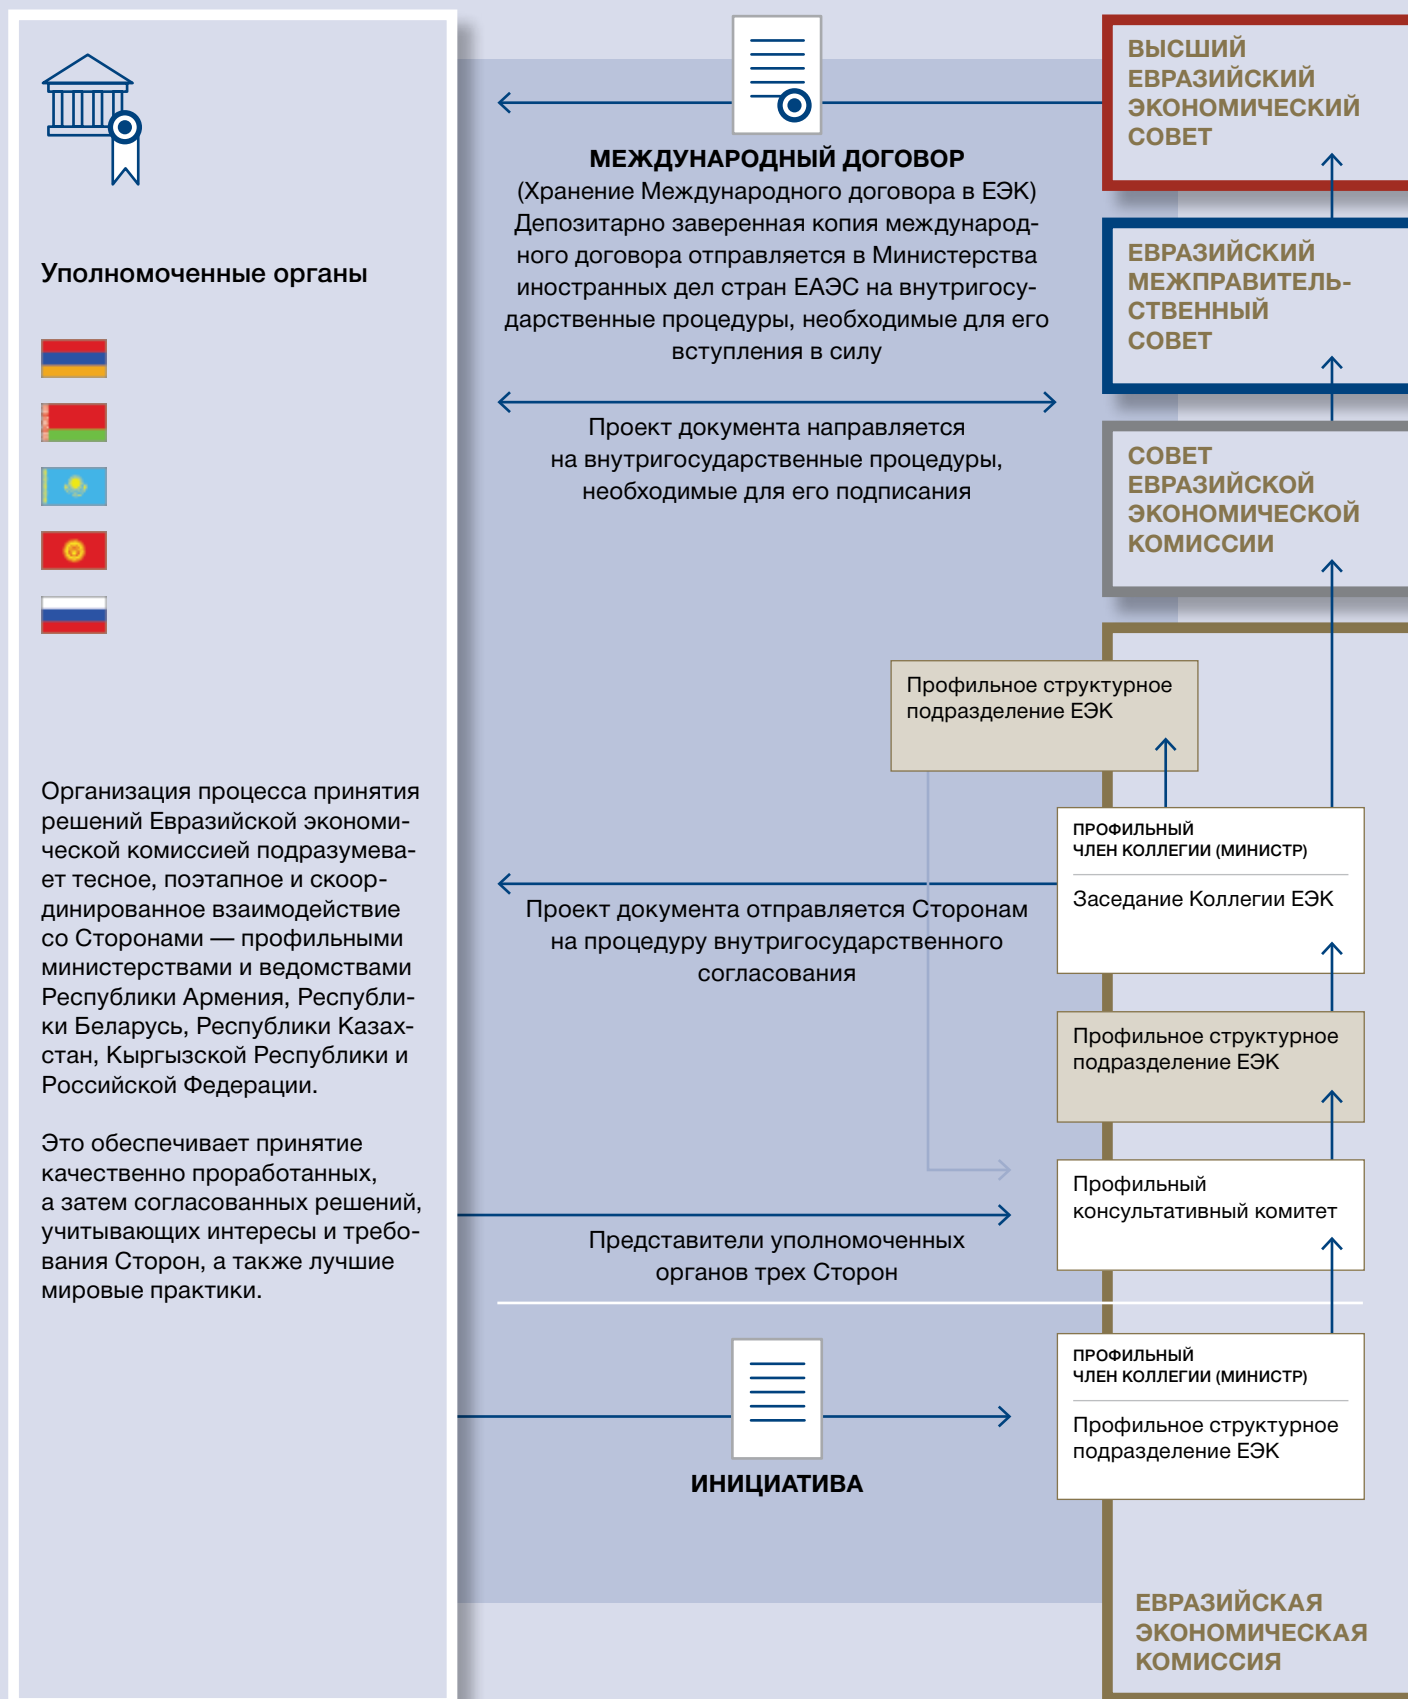 Уполномоченные органы
Организация процесса принятия
решений Евразийской экономи-
ческой комиссией подразумева-
ет тесное, поэтапное и скоор-
динированное взаимодействие
со Сторонами — профильными
министерствами и ведомствами
Республики Армения, Республи-
ки Беларусь, Республики Казах-
стан, Кыргызской Республики и
Российской Федерации.
Это обеспечивает принятие
качественно проработанных,
а затем согласованных решений,
учитывающих интересы и требо-
вания Сторон, а также лучшие
мировые практики.
МЕЖДУНАРОДНЫЙ ДОГОВОР
(Хранение Международного договора в ЕЭК)
Депозитарно заверенная копия международ-
ного договора отправляется в Министерства
иностранных дел стран ЕАЭС на внутригосу-
дарственные процедуры, необходимые для его
вступления в силу
Проект документа направляется
на внутригосударственные процедуры,
необходимые для его подписания
Проект документа отправляется Сторонам
на процедуру внутригосударственного
согласования
Представители уполномоченных
органов трех Сторон
ИНИЦИАТИВА
ВЫСШИЙ
ЕВРАЗИЙСКИЙ
ЭКОНОМИЧЕСКИЙ
СОВЕТ
ЕВРАЗИЙСКИЙ
МЕЖПРАВИТЕЛЬ-
СТВЕННЫЙ
СОВЕТ
СОВЕТ
ЕВРАЗИЙСКОЙ
ЭКОНОМИЧЕСКОЙ
КОМИССИИ
Профильное структурное
подразделение ЕЭК
ПРОФИЛЬНЫЙ
ЧЛЕН КОЛЛЕГИИ (МИНИСТР)
Заседание Коллегии ЕЭК
Профильное структурное
подразделение ЕЭК
Профильный
консультативный комитет
ПРОФИЛЬНЫЙ
ЧЛЕН КОЛЛЕГИИ (МИНИСТР)
Профильное структурное
подразделение ЕЭК
ЕВРАЗИЙСКАЯ
ЭКОНОМИЧЕСКАЯ
КОМИССИЯ